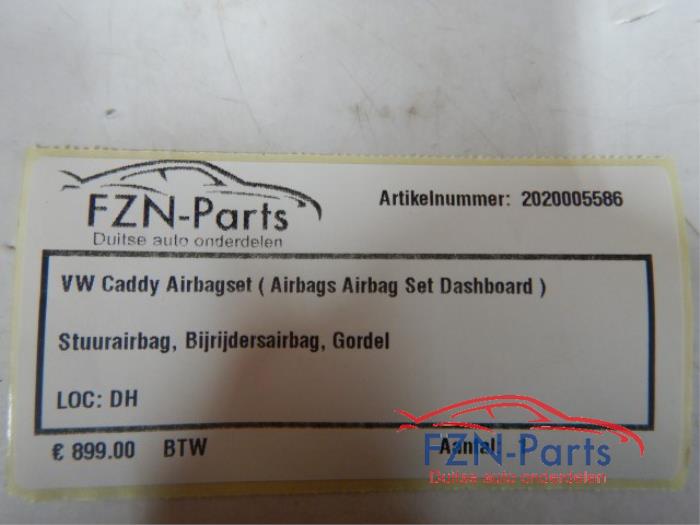 FZN-Parts
Duitse auto onderdelen
Artikelnummer: 2020005586
VW Caddy Airbagset ( Airbags Airbag Set Dashboard )
Stuurairbag, Bijrijdersairbag, Gordel
LOC: DH
€ 899.00 BTW
Aantal:
FZN-Parts
Duitse auto onderdelen